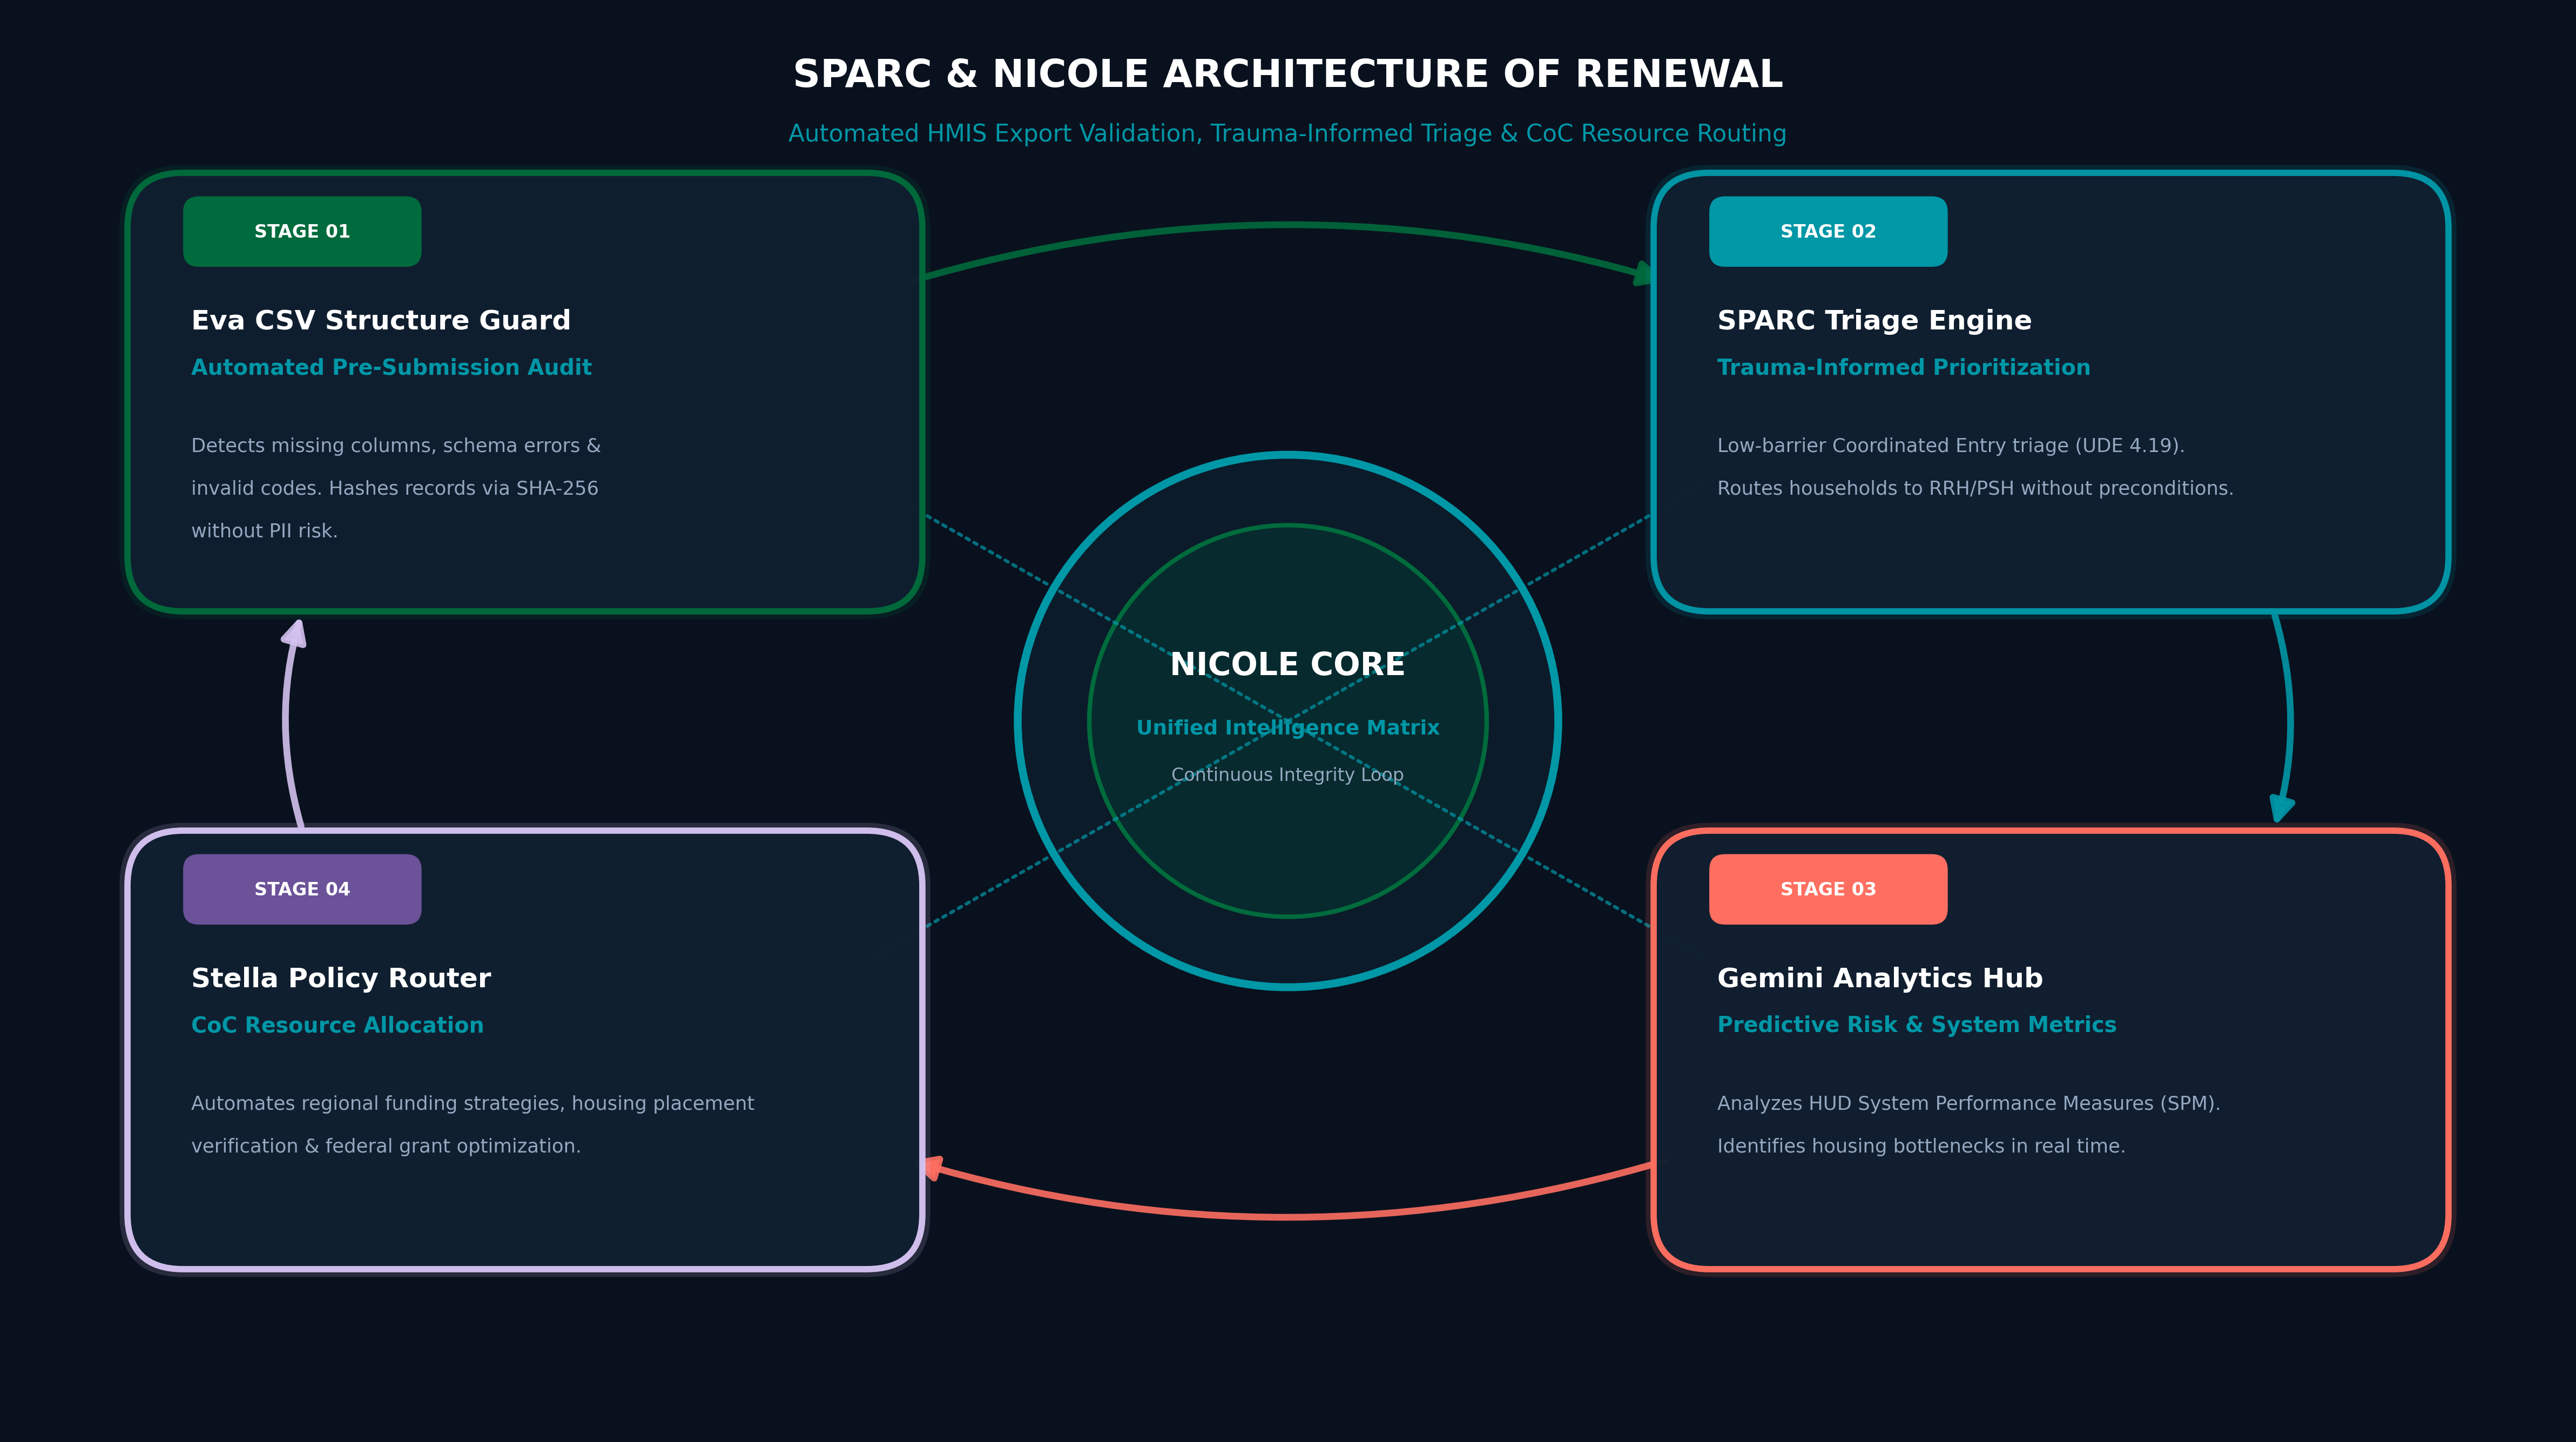 SPARC & NICOLE ARCHITECTURE OF RENEWAL
Automated HMIS Export Validation, Trauma-Informed Triage & CoC Resource Routing
STAGE 01
Eva CSV Structure Guard
Automated Pre-Submission Audit
Detects missing columns, schema errors &
invalid codes. Hashes records via SHA-256
without PII risk.
STAGE 02
SPARC Triage Engine
Trauma-Informed Prioritization
Low-barrier Coordinated Entry triage (UDE 4.19).
Routes households to RRH/PSH without preconditions.
NICOLE CORE
Unified Intelligence Matrix
Continuous Integrity Loop
STAGE 04
Stella Policy Router
CoC Resource Allocation
Automates regional funding strategies, housing placement
verification & federal grant optimization.
STAGE 03
Gemini Analytics Hub
Predictive Risk & System Metrics
Analyzes HUD System Performance Measures (SPM).
Identifies housing bottlenecks in real time.